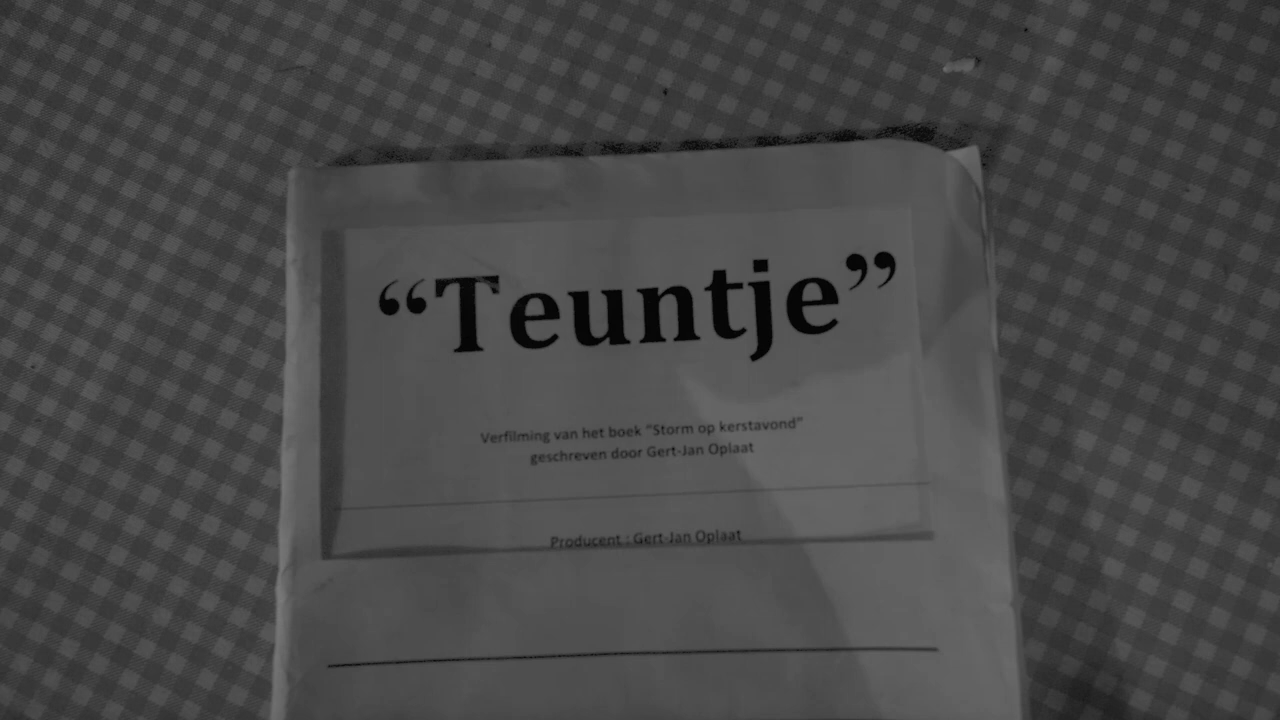 “Teuntje”
Verfilming van het boek “Storm op kerstavond”
geschreven door Gert-Jan Oplaat
Producent : Gert-Jan Oplaat